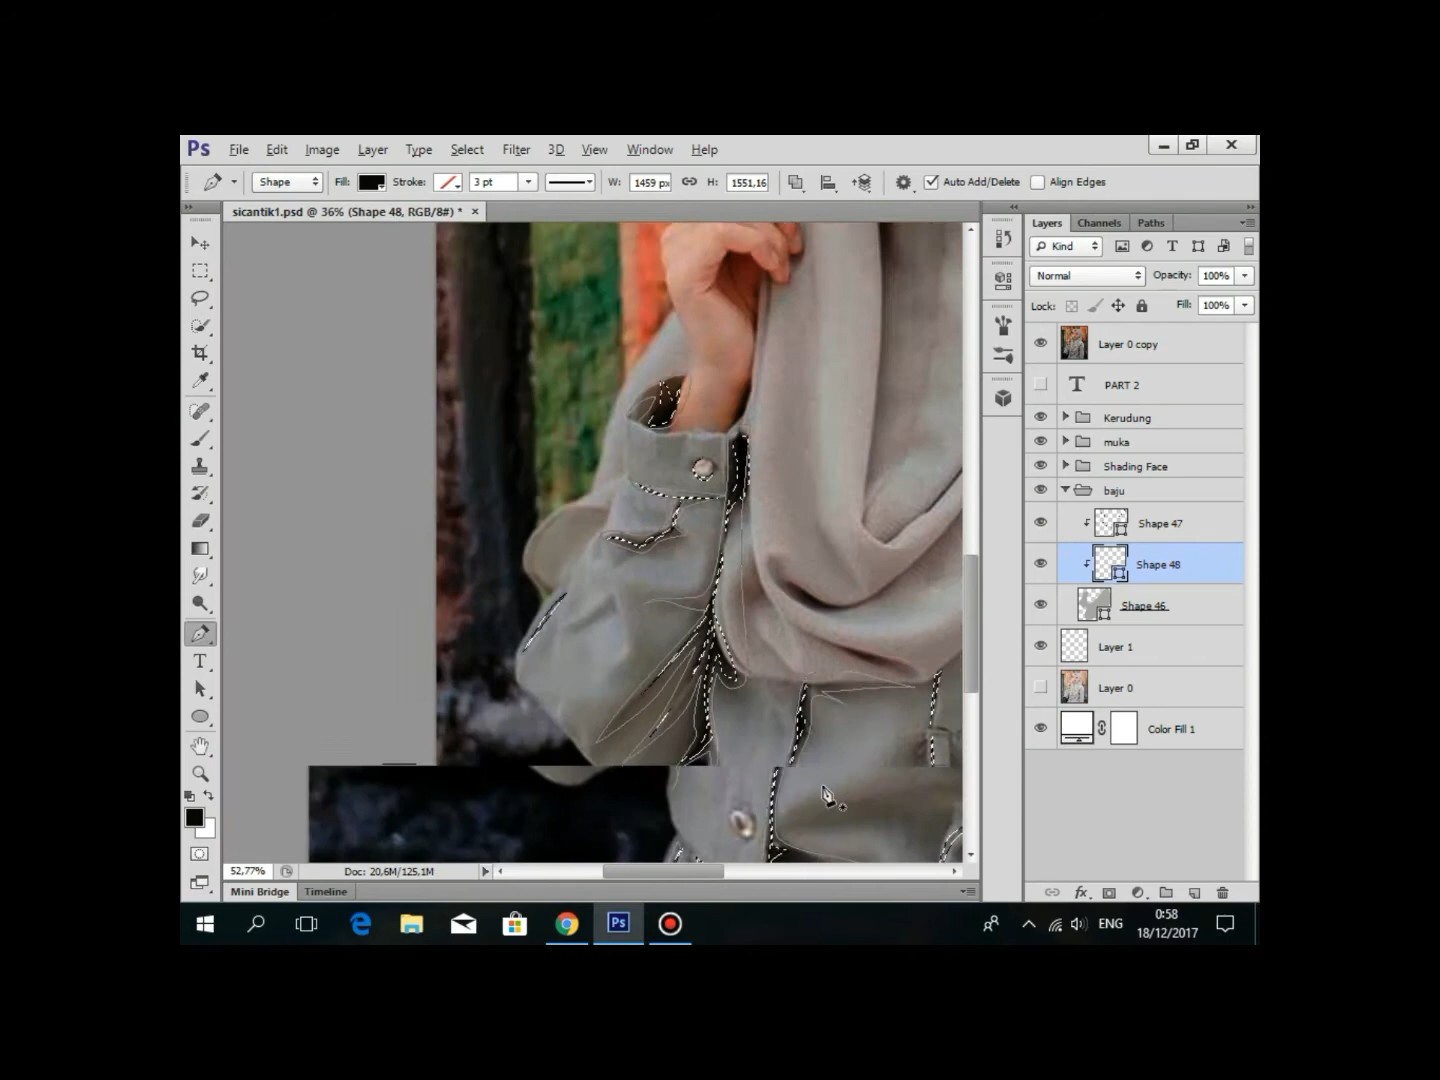 Ps File Edit Image Layer Type Select Filter 3D View Window Help
Shape Fill: Stroke: 3 pt W: 1459 px H: 1551,16 Auto Add/Delete Align Edges
sicantik1.psd @ 36% (Shape 48, RGB/8#) * ×
Layers Channels Paths
Kind
Normal Opacity: 100%
Lock: Fill: 100%
Layer 0 copy
PART 2
Kerudung
muka
Shading Face
baju
Shape 47
Shape 48
Shape 46
Layer 1
Layer 0
Color Fill 1
52,77% Doc: 20,6M/125,1M
Mini Bridge Timeline
Ps ENG 0:58
18/12/2017